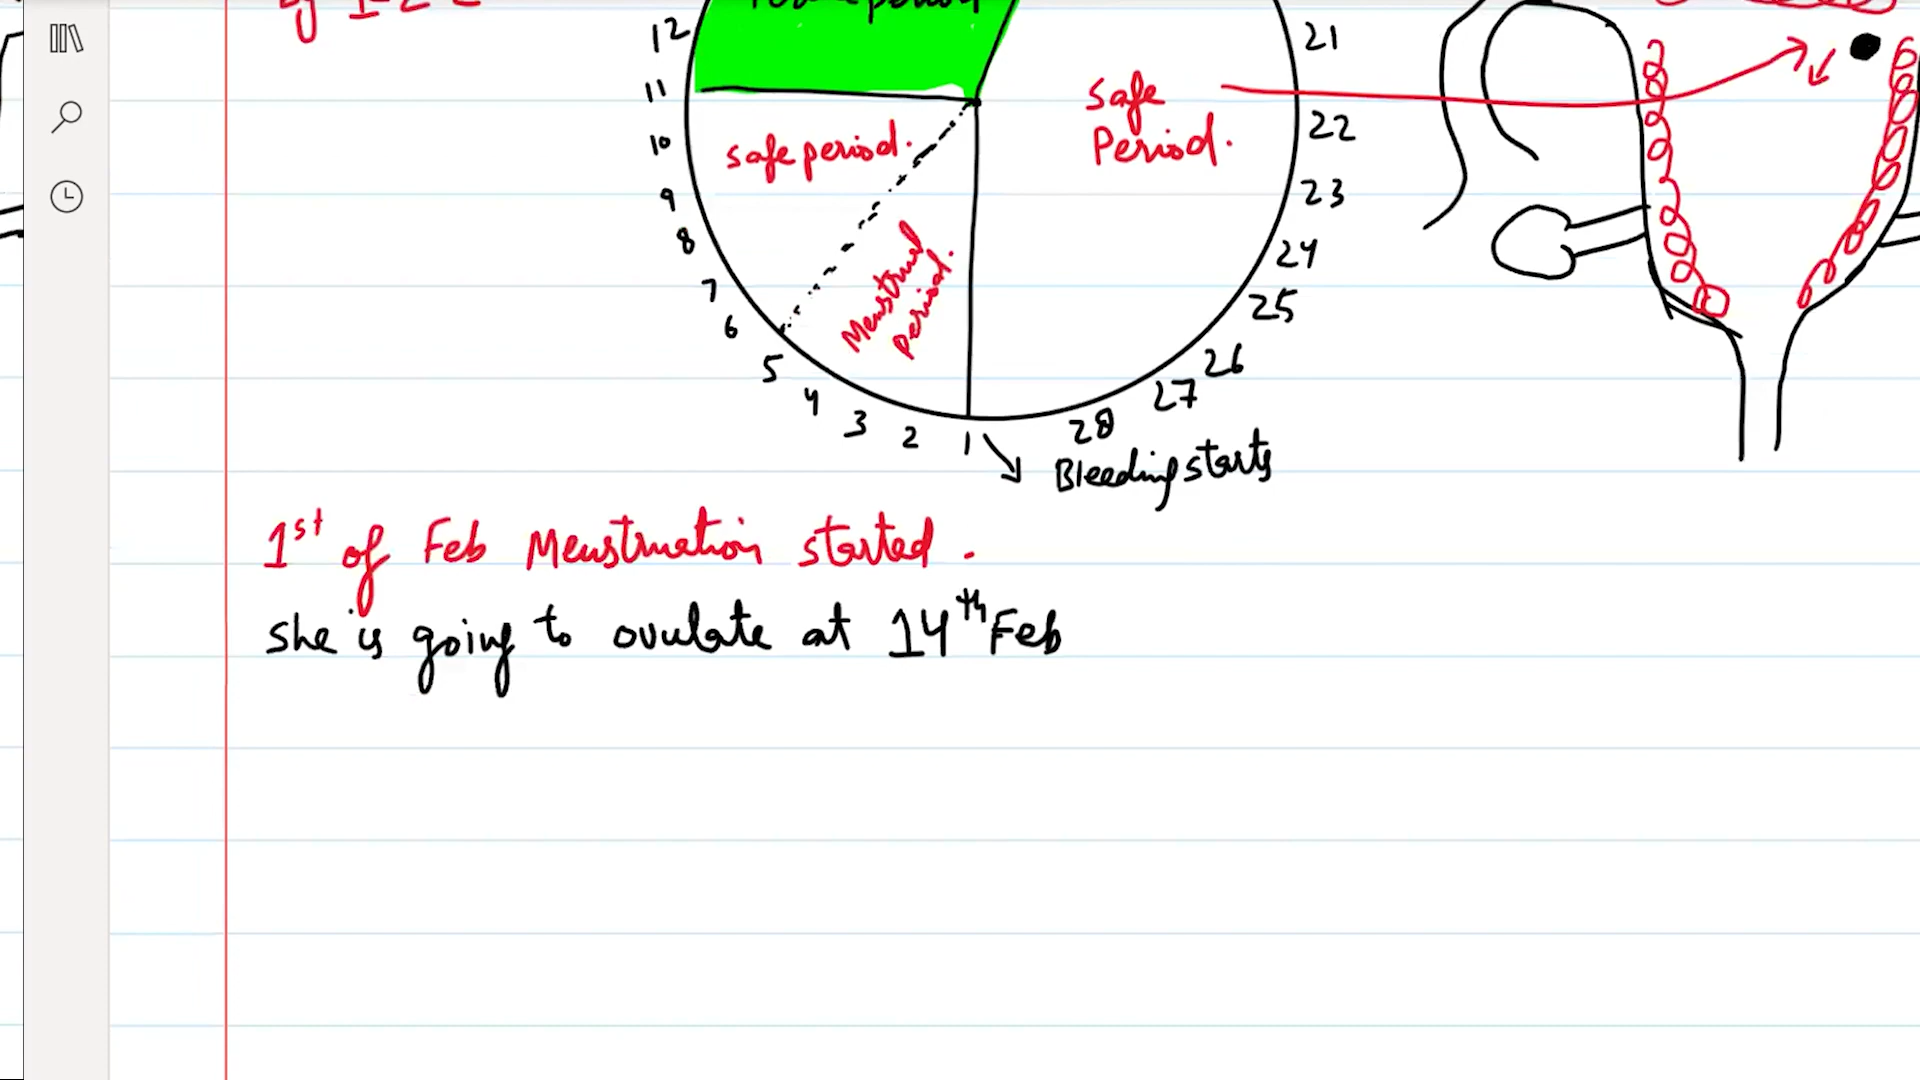 12
21
11
safe
Period.
22
10
safe period.
9
23
8
Menstrual
period.
24
7
25
6
5
26
4
27
3
28
2
1
Bleeding starts
1st of Feb Menstruation started.
she is going to ovulate at 14th Feb